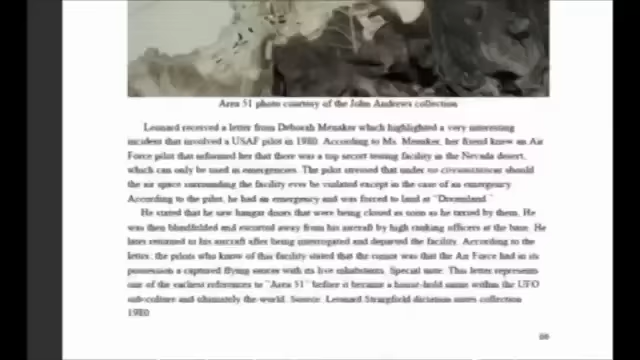 Area 51 photo courtesy of the John Andrews collection
Leonard received a letter from Deborah Menaker which highlighted a very interesting
incident that involved a USAF pilot in 1980. According to Ms. Menaker, her friend knew an Air
Force pilot that informed her that there was a top secret testing facility in the Nevada desert,
which can only be used in emergencies. The pilot stressed that under no circumstances should
the air space surrounding the facility ever be violated except in the case of an emergency.
According to the pilot, he had an emergency and was forced to land at "Dreamland."
He stated that he saw hangar doors that were being closed as soon as he taxied by them. He
was then blindfolded and escorted away from his aircraft by high ranking officers at the base. He
later returned to his aircraft after being interrogated and departed the facility. According to the
letter, the pilots who know of this facility stated that the rumor was that the Air Force had in its
possession a captured flying saucer with its live inhabitants. Special note: This letter represents
one of the earliest references to "Area 51" before it became a house-hold name within the UFO
sub-culture and ultimately the world. Source: Leonard Stringfield dictation notes collection
1980